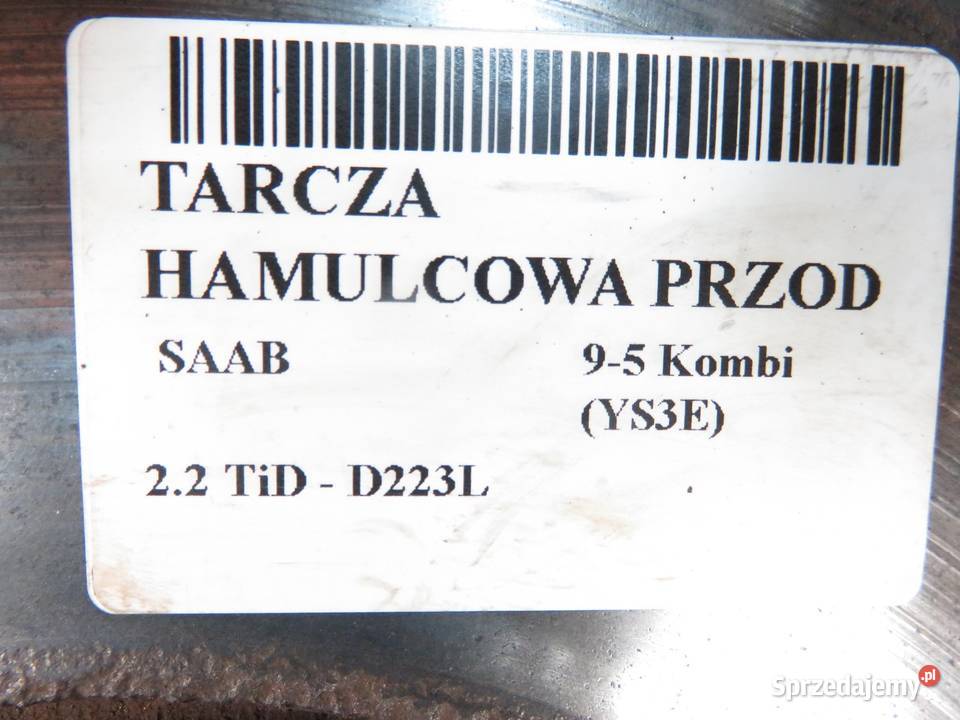 TARCZA
HAMULCOWA PRZOD
SAAB 9-5 Kombi
(YS3E)
2.2 TiD - D223L
Sprzedajemy.pl